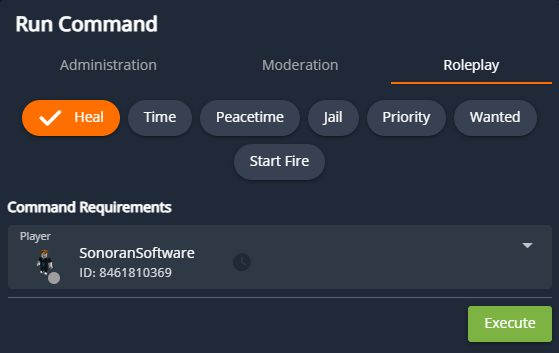 Run Command
Administration Moderation Roleplay
Heal Time Peacetime Jail Priority Wanted
Start Fire
Command Requirements
Player
SonoranSoftware
ID: 8461810369
Execute